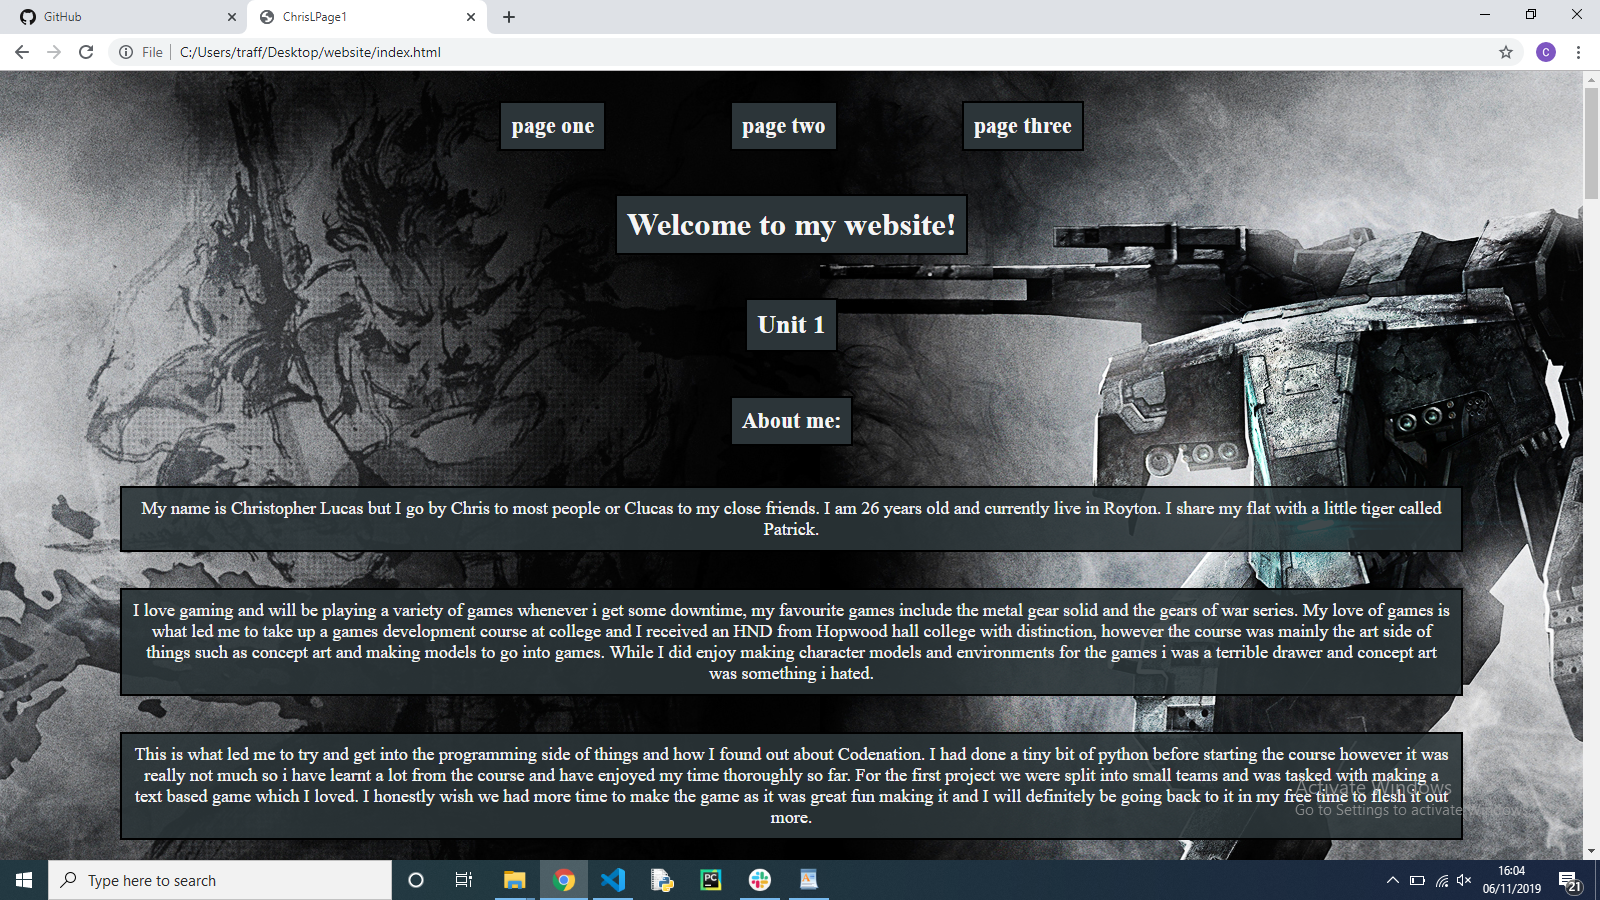 GitHub
ChrisLPage1
File
C:/Users/traff/Desktop/website/index.html
C
page one
page two
page three
Welcome to my website!
Unit 1
About me:
My name is Christopher Lucas but I go by Chris to most people or Clucas to my close friends. I am 26 years old and currently live in Royton. I share my flat with a little tiger called
Patrick.
I love gaming and will be playing a variety of games whenever i get some downtime, my favourite games include the metal gear solid and the gears of war series. My love of games is
what led me to take up a games development course at college and I received an HND from Hopwood hall college with distinction, however the course was mainly the art side of
things such as concept art and making models to go into games. While I did enjoy making character models and environments for the games i was a terrible drawer and concept art
was something i hated.
This is what led me to try and get into the programming side of things and how I found out about Codenation. I had done a tiny bit of python before starting the course however it was
really not much so i have learnt a lot from the course and have enjoyed my time thoroughly so far. For the first project we were split into small teams and was tasked with making a
text based game which I loved. I honestly wish we had more time to make the game as it was great fun making it and I will definitely be going back to it in my free time to flesh it out
more.
Activate Windows
Go to Settings to activate Windows.
Type here to search
PC
16:04
06/11/2019
21